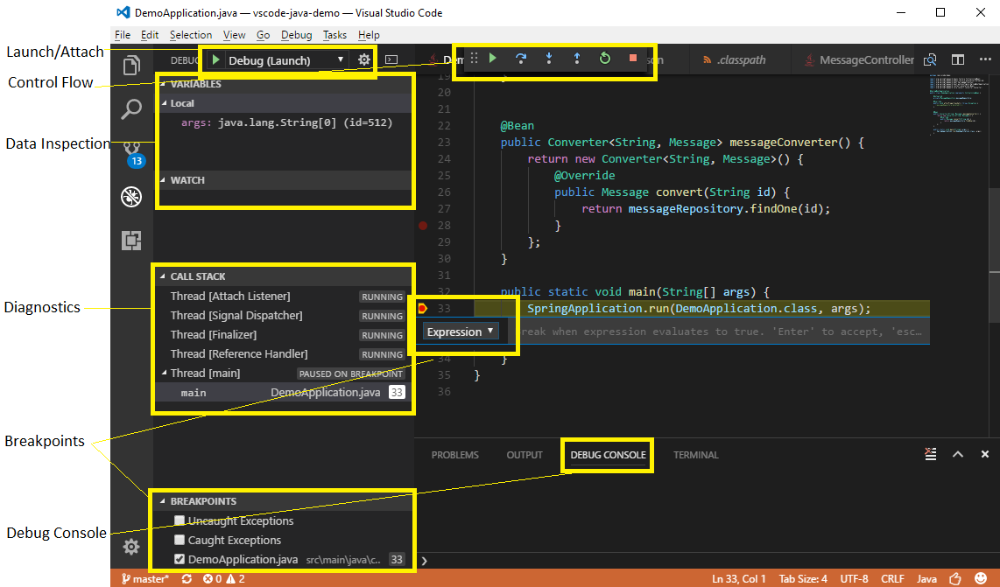 DemoApplication.java — vscode-java-demo — Visual Studio Code
File Edit Selection View Go Debug Tasks Help
Launch/Attach
Control Flow
Data Inspection
Diagnostics
Breakpoints
Debug Console
13
DEBUG Debug (Launch)
VARIABLES
Local
args: java.lang.String[0] (id=512)
WATCH
CALL STACK
Thread [Attach Listener] RUNNING
Thread [Signal Dispatcher] RUNNING
Thread [Finalizer] RUNNING
Thread [Reference Handler] RUNNING
Thread [main] PAUSED ON BREAKPOINT
main DemoApplication.java 33
BREAKPOINTS
Uncaught Exceptions
Caught Exceptions
DemoApplication.java src\main\java\c.. 33
.classpath MessageController
19 }
20
21
22 @Bean
23 public Converter<String, Message> messageConverter() {
24 return new Converter<String, Message>() {
25 @Override
26 public Message convert(String id) {
27 return messageRepository.findOne(id);
28 }
29 };
30 }
31
32 public static void main(String[] args) {
33 SpringApplication.run(DemoApplication.class, args);
Expression reak when expression evaluates to true. 'Enter' to accept, 'esc…
34 }
35 }
36
PROBLEMS OUTPUT DEBUG CONSOLE TERMINAL
master* 0 2 Ln 33, Col 1 Tab Size: 4 UTF-8 CRLF Java